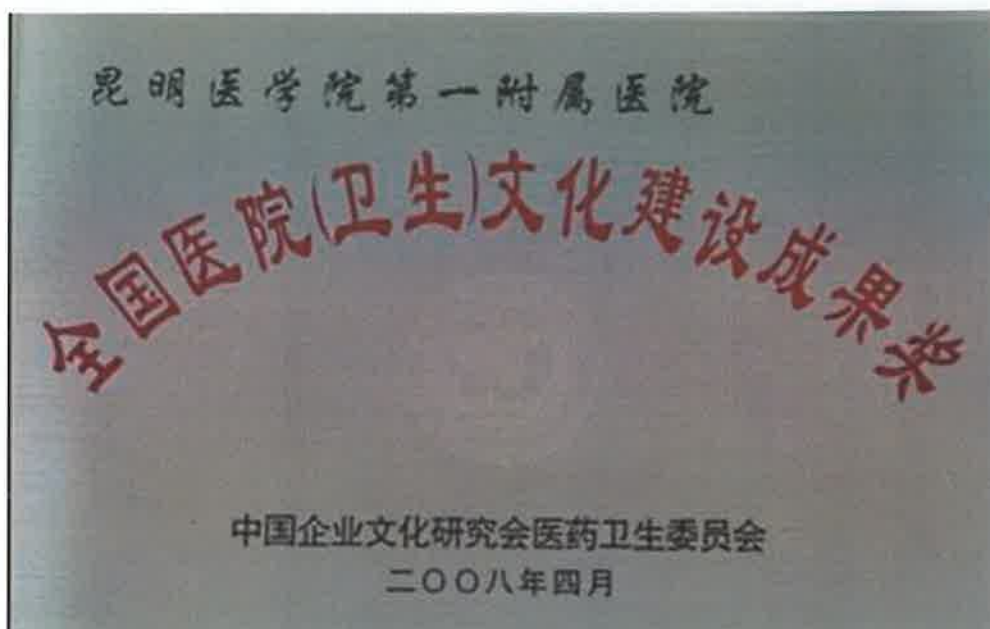 昆明医学院第一附属医院
全国医院(卫生)文化建设成果奖
中国企业文化研究会医药卫生委员会
二〇〇八年四月